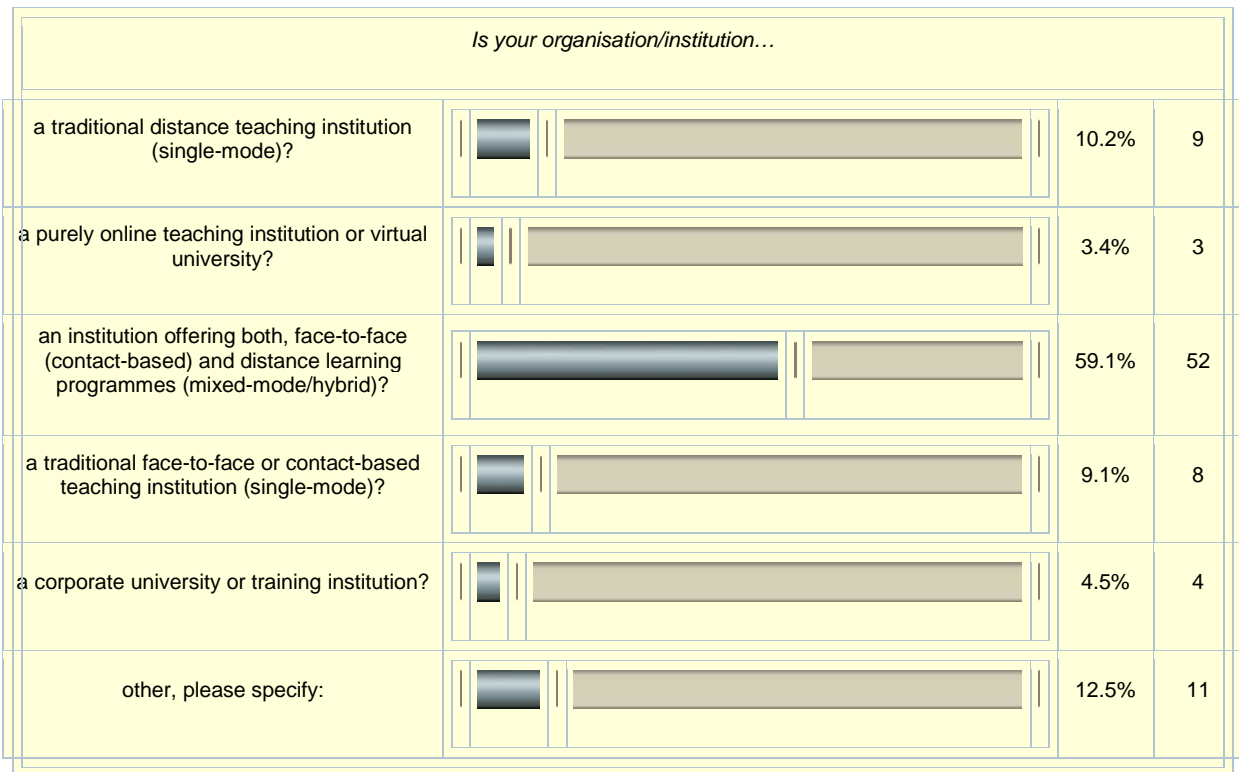 Is your organisation/institution…
a traditional distance teaching institution
(single-mode)?
10.2%
9
a purely online teaching institution or virtual
university?
3.4%
3
an institution offering both, face-to-face
(contact-based) and distance learning
programmes (mixed-mode/hybrid)?
59.1%
52
a traditional face-to-face or contact-based
teaching institution (single-mode)?
9.1%
8
a corporate university or training institution?
4.5%
4
other, please specify:
12.5%
11